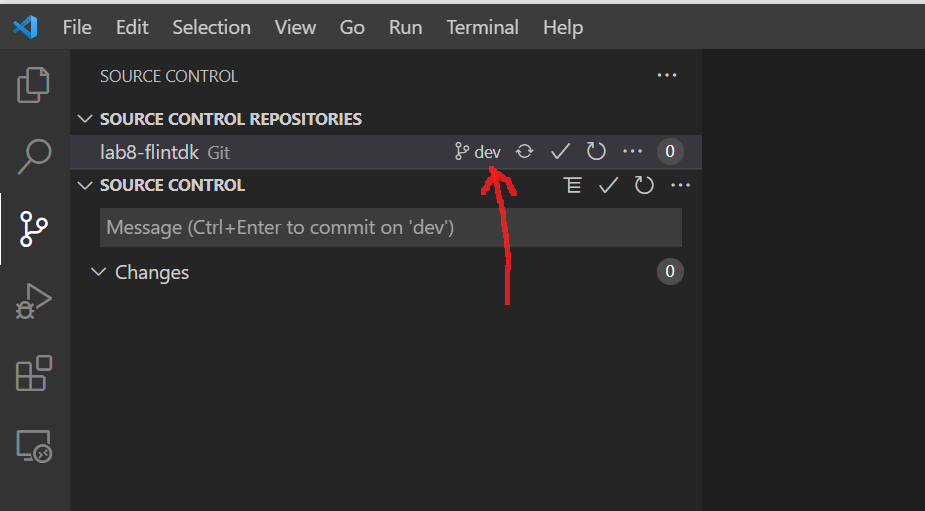 File Edit Selection View Go Run Terminal Help
SOURCE CONTROL
SOURCE CONTROL REPOSITORIES
lab8-flintdk Git dev 0
SOURCE CONTROL
Message (Ctrl+Enter to commit on 'dev')
Changes 0